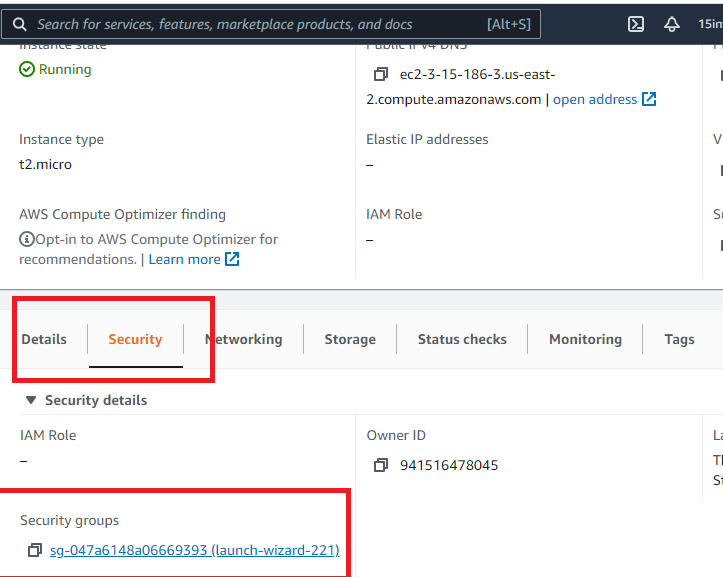 Search for services, features, marketplace products, and docs [Alt+S]
Instance state
Public IPv4 DNS
Running
ec2-3-15-186-3.us-east-
2.compute.amazonaws.com | open address
Instance type
Elastic IP addresses
t2.micro
–
AWS Compute Optimizer finding
IAM Role
Opt-in to AWS Compute Optimizer for
–
recommendations. | Learn more
Details Security Networking Storage Status checks Monitoring Tags
Security details
IAM Role
Owner ID
–
941516478045
Security groups
sg-047a6148a06669393 (launch-wizard-221)